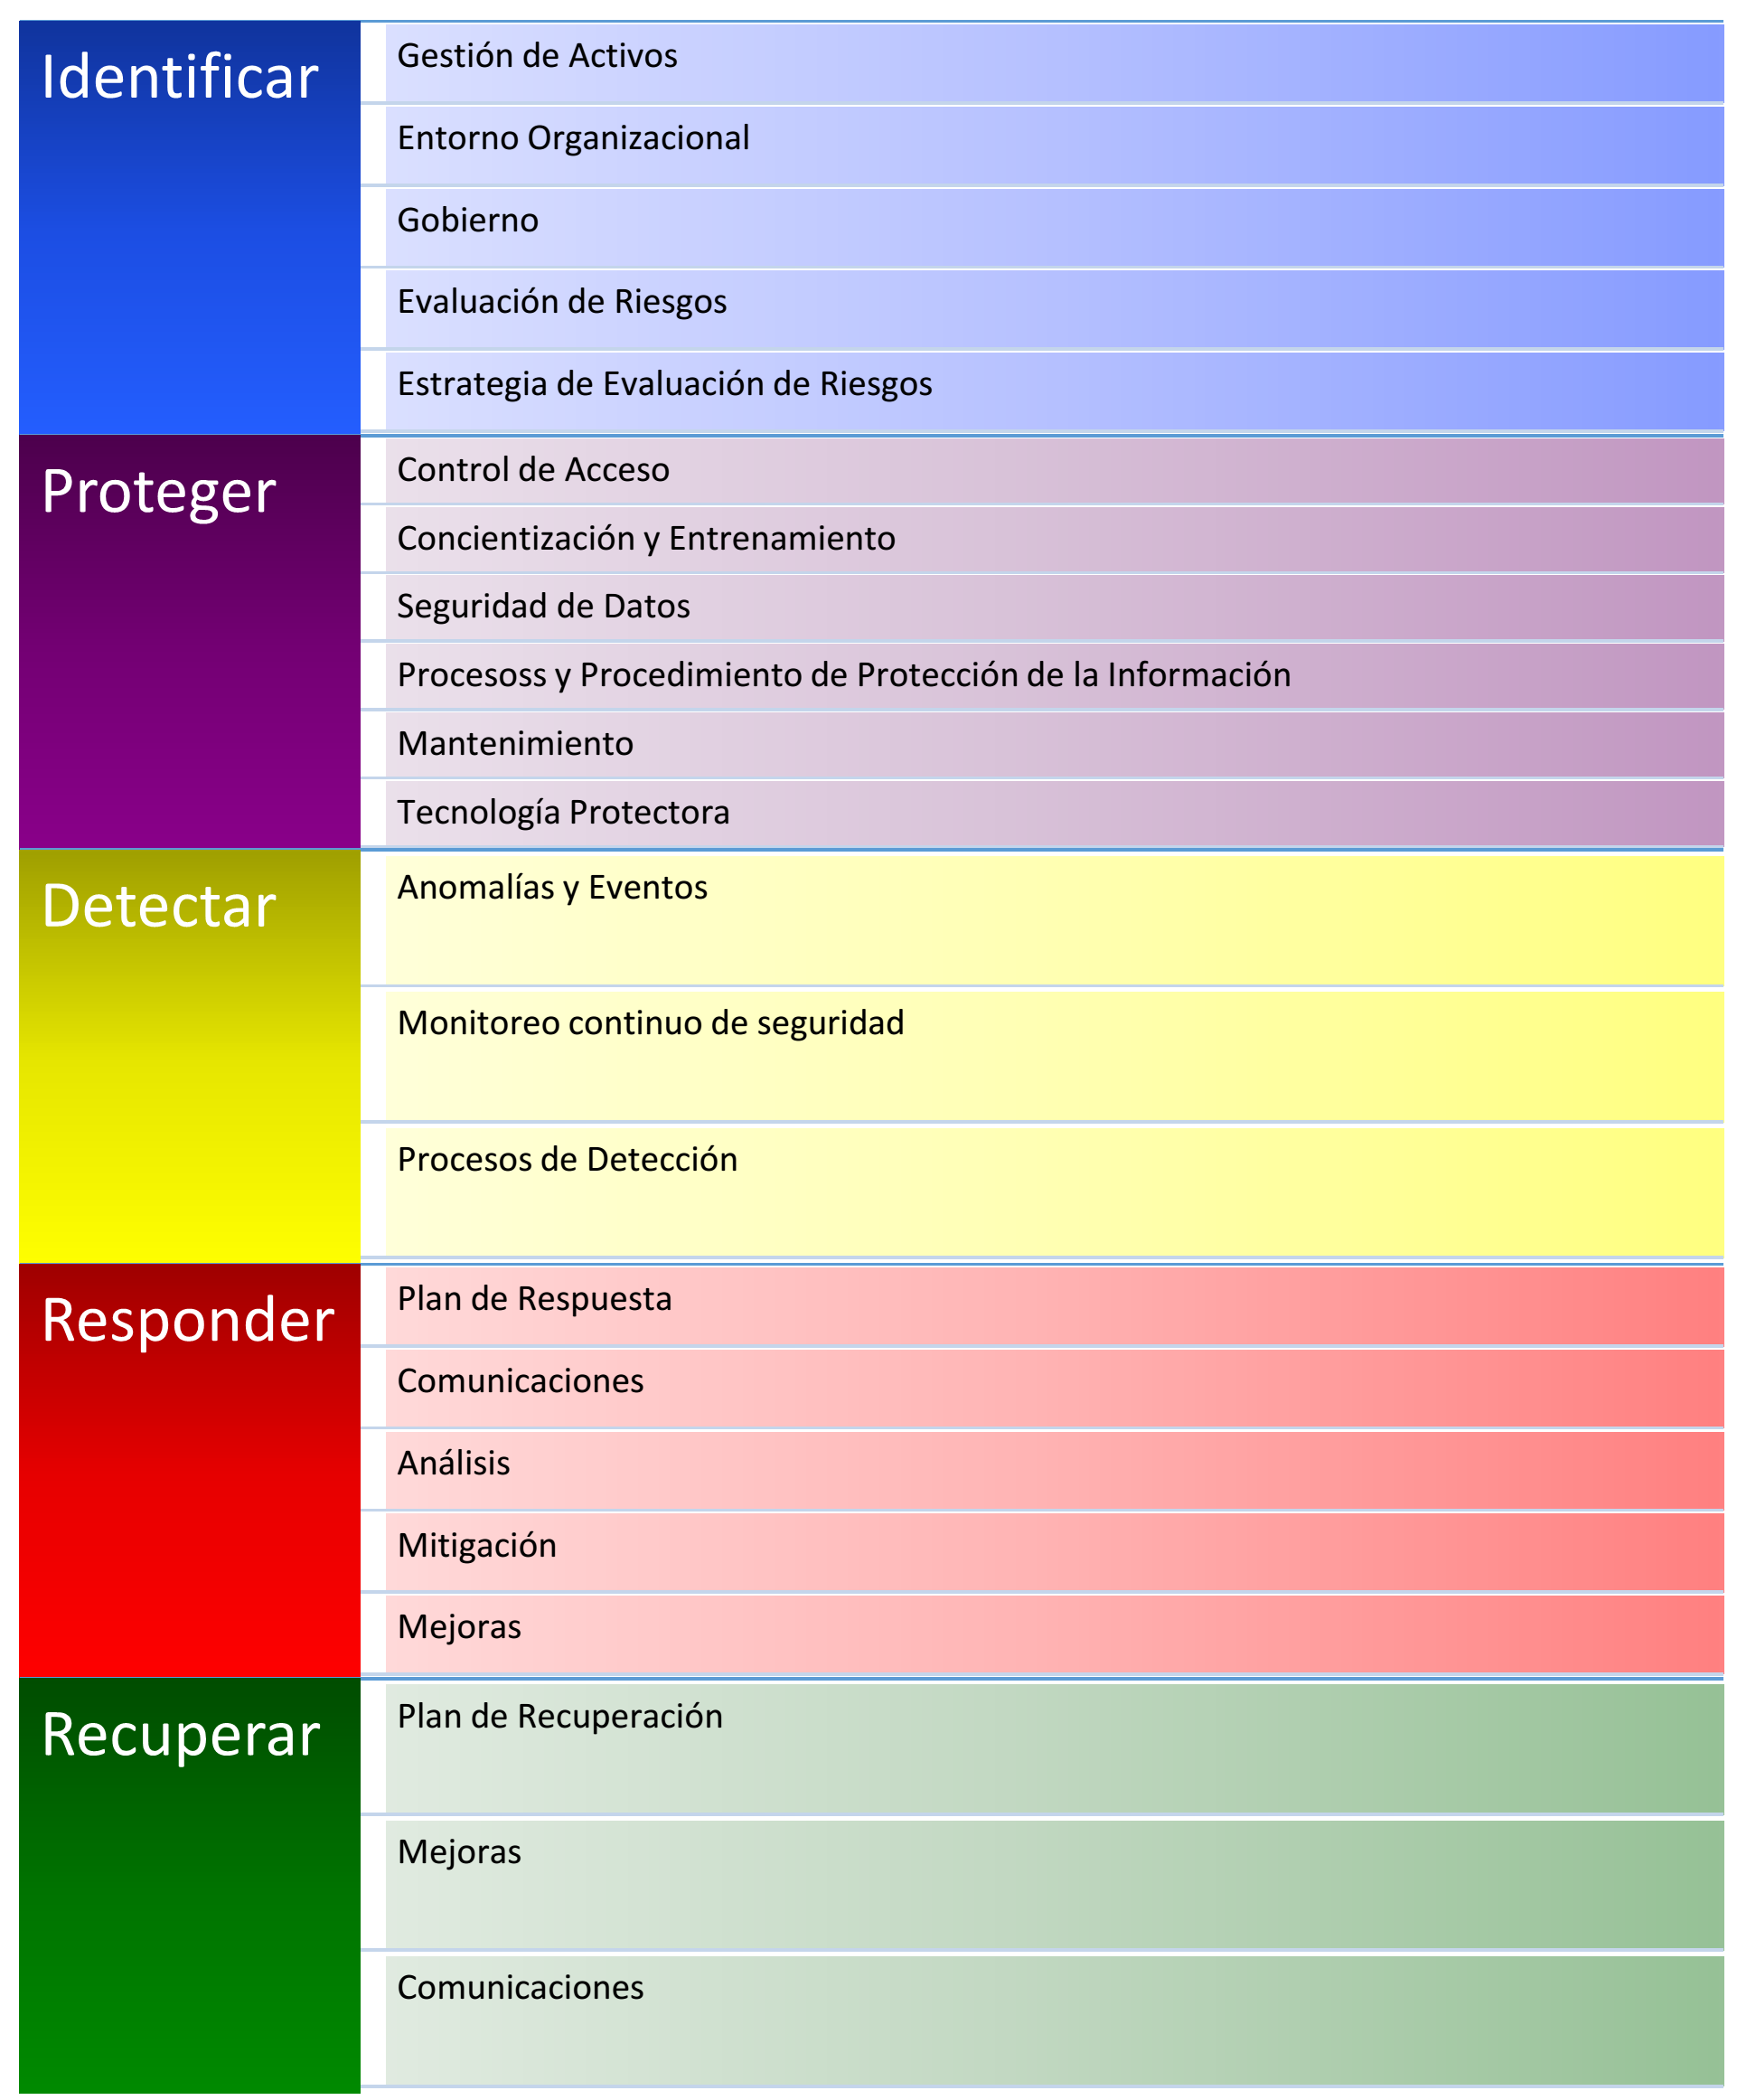 Identificar
Gestión de Activos
Entorno Organizacional
Gobierno
Evaluación de Riesgos
Estrategia de Evaluación de Riesgos
Proteger
Control de Acceso
Concientización y Entrenamiento
Seguridad de Datos
Procesoss y Procedimiento de Protección de la Información
Mantenimiento
Tecnología Protectora
Detectar
Anomalías y Eventos
Monitoreo continuo de seguridad
Procesos de Detección
Responder
Plan de Respuesta
Comunicaciones
Análisis
Mitigación
Mejoras
Recuperar
Plan de Recuperación
Mejoras
Comunicaciones